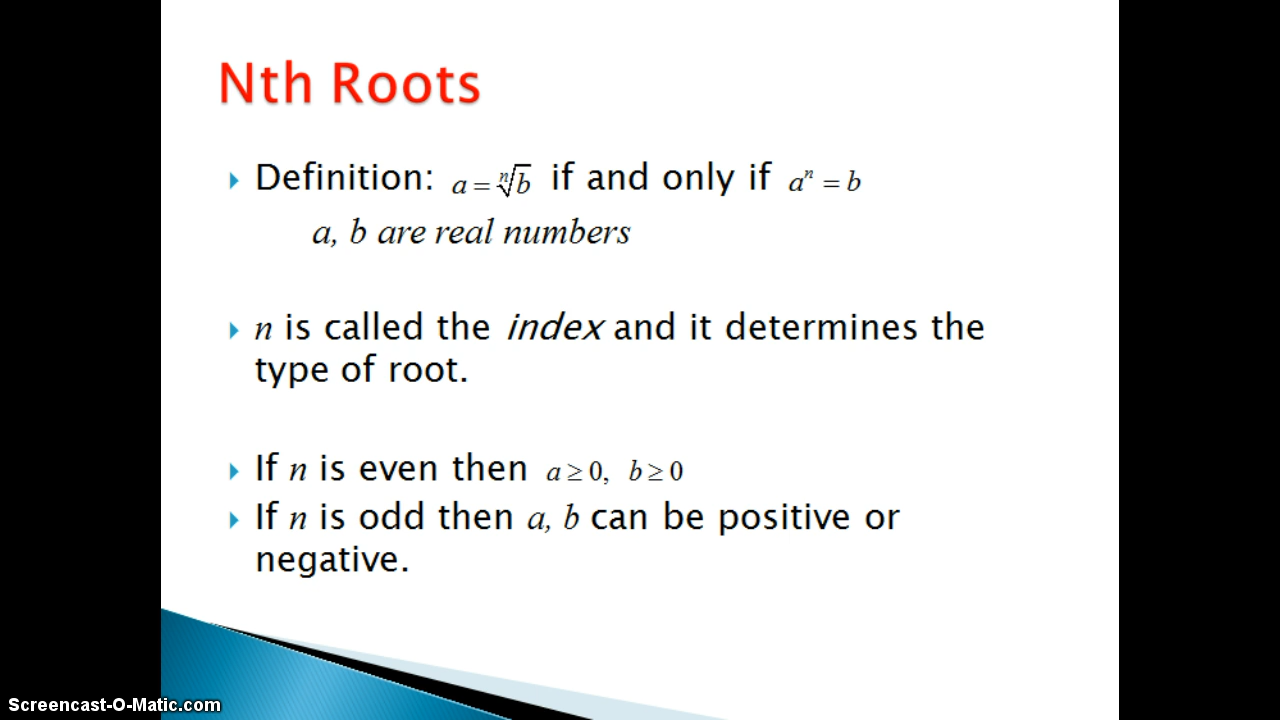 Nth Roots
Definition: a = ⁿ√b if and only if aⁿ = b
a, b are real numbers
n is called the index and it determines the
type of root.
If n is even then a ≥ 0, b ≥ 0
If n is odd then a, b can be positive or
negative.
Screencast-O-Matic.com